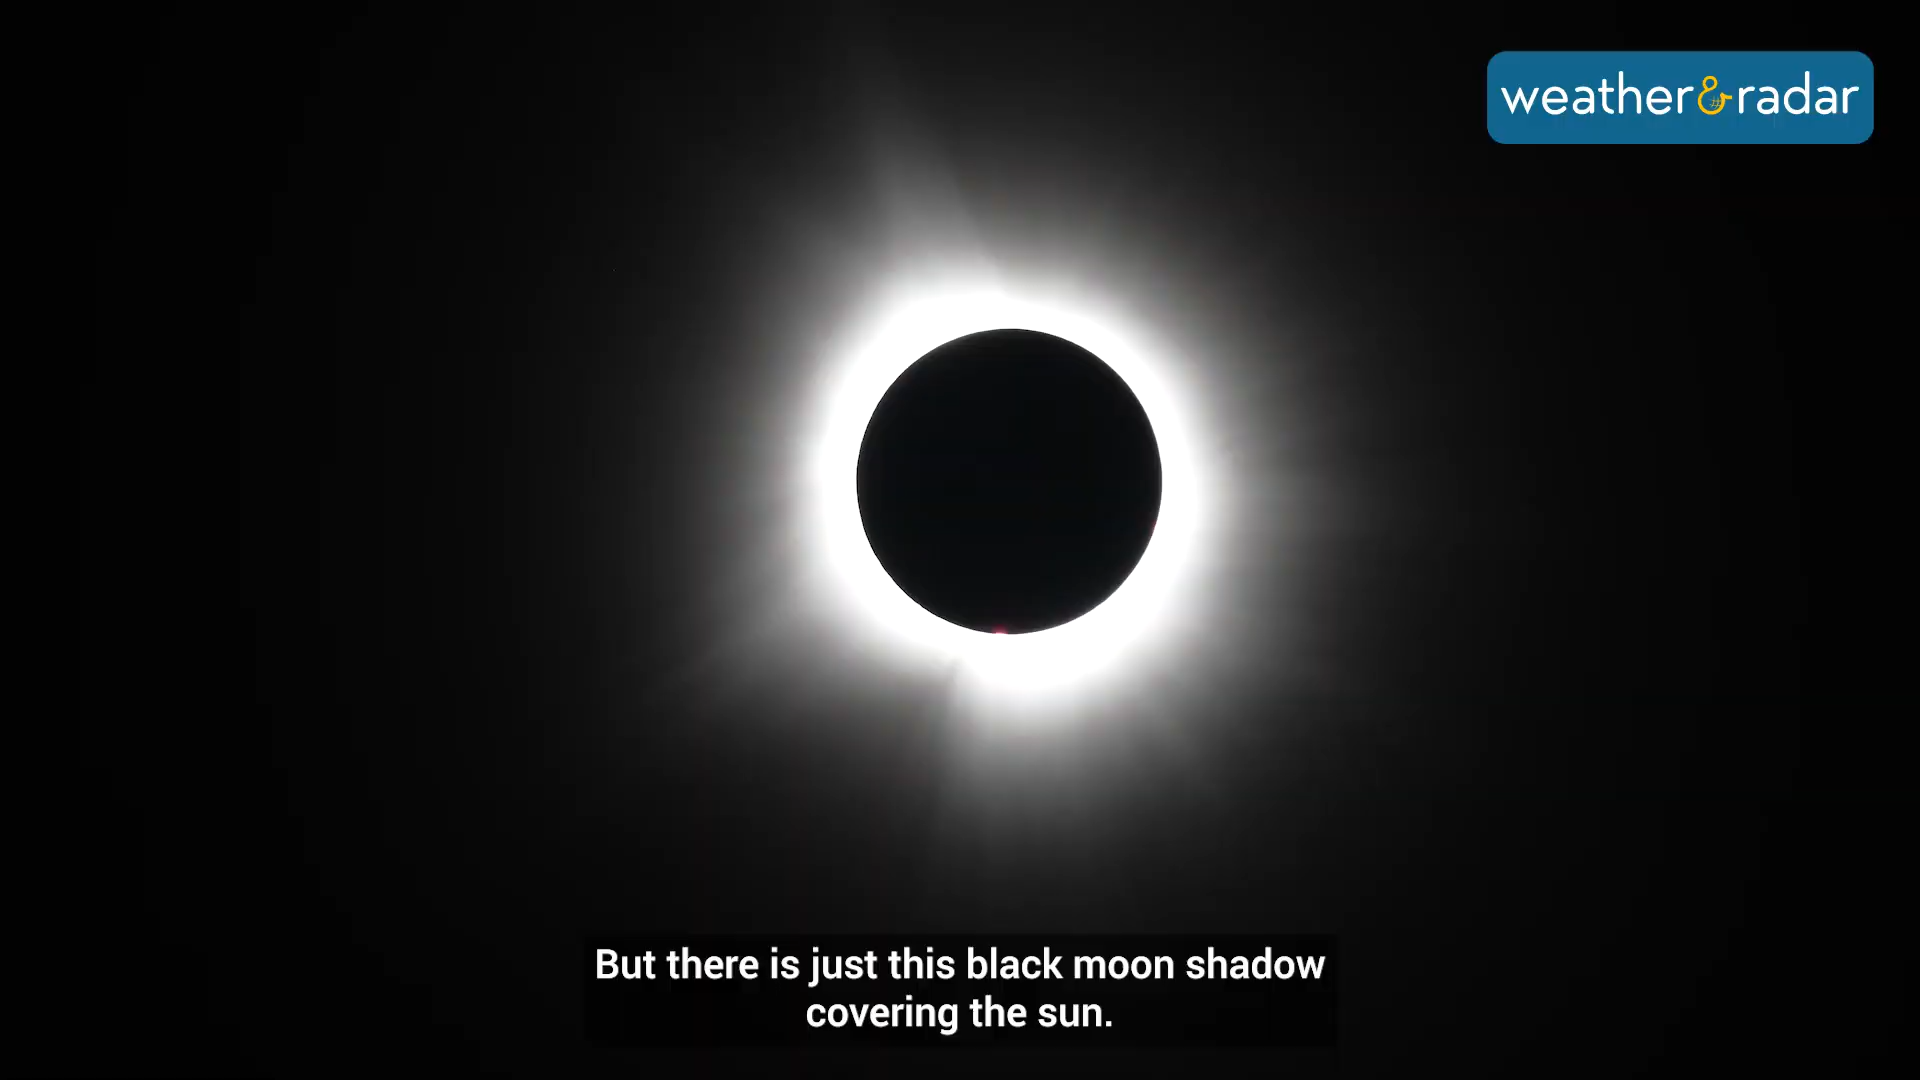 weather&radar
But there is just this black moon shadow
covering the sun.